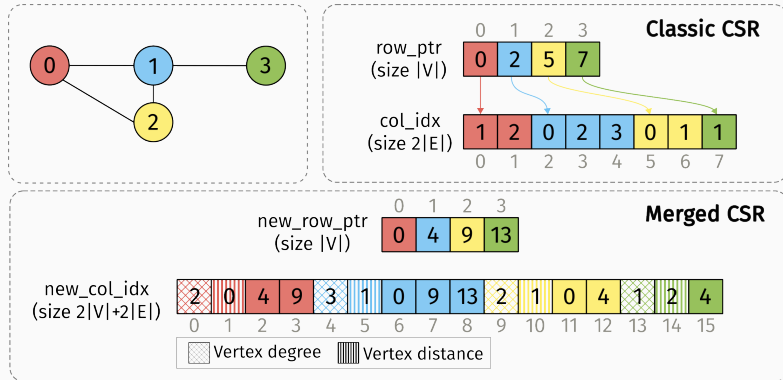 0 1 3
2
Classic CSR
0 1 2 3
row_ptr
(size |V|)
0 2 5 7
col_idx
(size 2|E|)
1 2 0 2 3 0 1 1
0 1 2 3 4 5 6 7
Merged CSR
0 1 2 3
new_row_ptr
(size |V|)
0 4 9 13
new_col_idx
(size 2|V|+2|E|)
2 0 4 9 3 1 0 9 13 2 1 0 4 1 2 4
0 1 2 3 4 5 6 7 8 9 10 11 12 13 14 15
Vertex degree Vertex distance